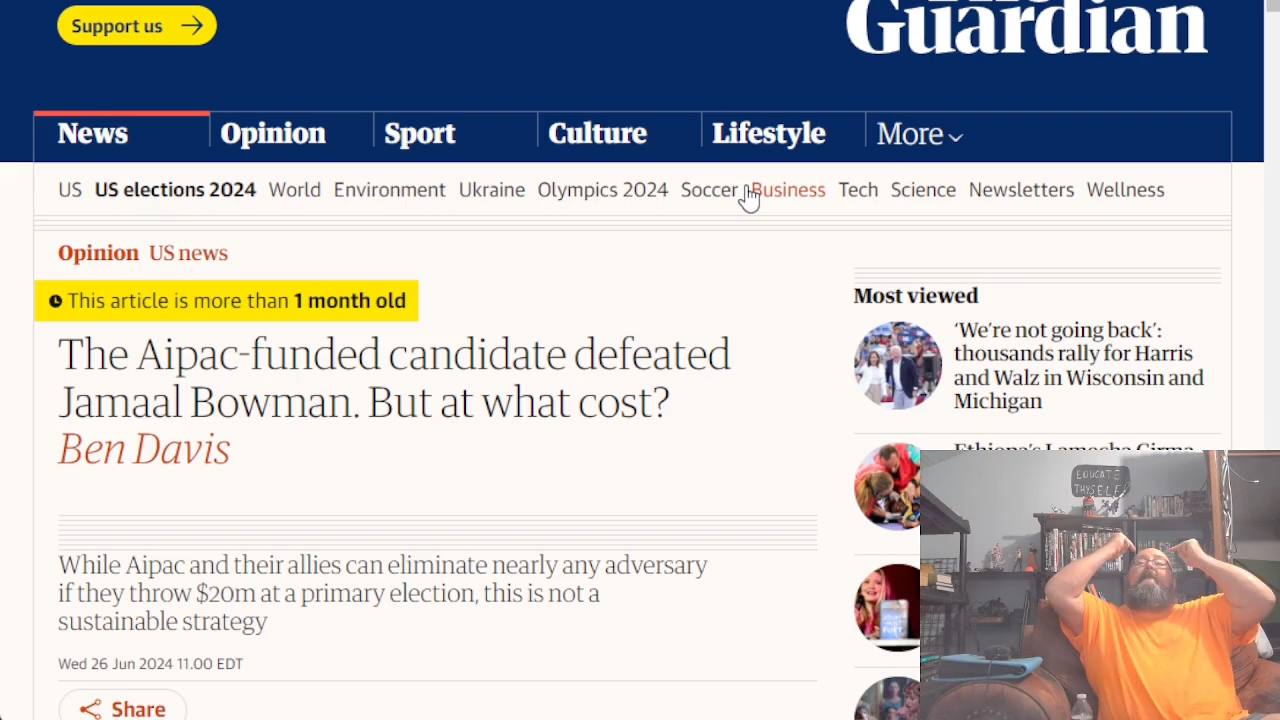 Support us
Guardian
News
Opinion
Sport
Culture
Lifestyle
More
US US elections 2024 World Environment Ukraine Olympics 2024 Soccer Business Tech Science Newsletters Wellness
Opinion US news
This article is more than 1 month old
The Aipac-funded candidate defeated
Jamaal Bowman. But at what cost?
Ben Davis
While Aipac and their allies can eliminate nearly any adversary
if they throw $20m at a primary election, this is not a
sustainable strategy
Wed 26 Jun 2024 11.00 EDT
Share
Most viewed
‘We’re not going back’:
thousands rally for Harris
and Walz in Wisconsin and
Michigan
Ethiopia’s Lamecha Girma
EDUCATE
THYSELF